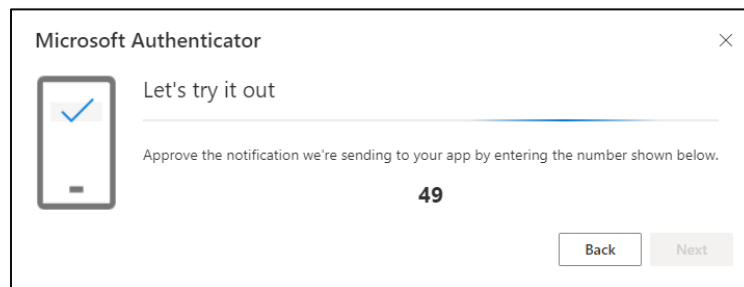 Microsoft Authenticator
Let's try it out
Approve the notification we're sending to your app by entering the number shown below.
49
Back Next